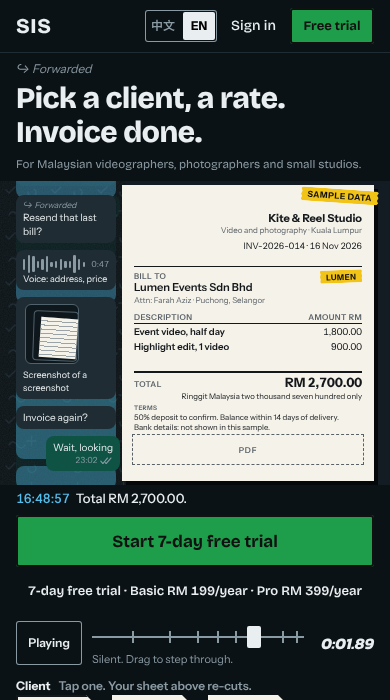 SIS
中文
EN
Sign in
Free trial
↪ Forwarded
Pick a client, a rate.
Invoice done.
For Malaysian videographers, photographers and small studios.
↪ Forwarded
Resend that last
bill?
0:47
Voice: address, price
Screenshot of a
screenshot
Invoice again?
Wait, looking
23:02
SAMPLE DATA
Kite & Reel Studio
Video and photography · Kuala Lumpur
INV-2026-014 · 16 Nov 2026
BILL TO
LUMEN
Lumen Events Sdn Bhd
Attn: Farah Aziz · Puchong, Selangor
DESCRIPTION AMOUNT RM
Event video, half day 1,800.00
Highlight edit, 1 video 900.00
TOTAL RM 2,700.00
Ringgit Malaysia two thousand seven hundred only
TERMS
50% deposit to confirm. Balance within 14 days of delivery.
Bank details: not shown in this sample.
PDF
16:48:57 Total RM 2,700.00.
Start 7-day free trial
7-day free trial · Basic RM 199/year · Pro RM 399/year
Playing
0:01.89
Silent. Drag to step through.
Client Tap one. Your sheet above re-cuts.